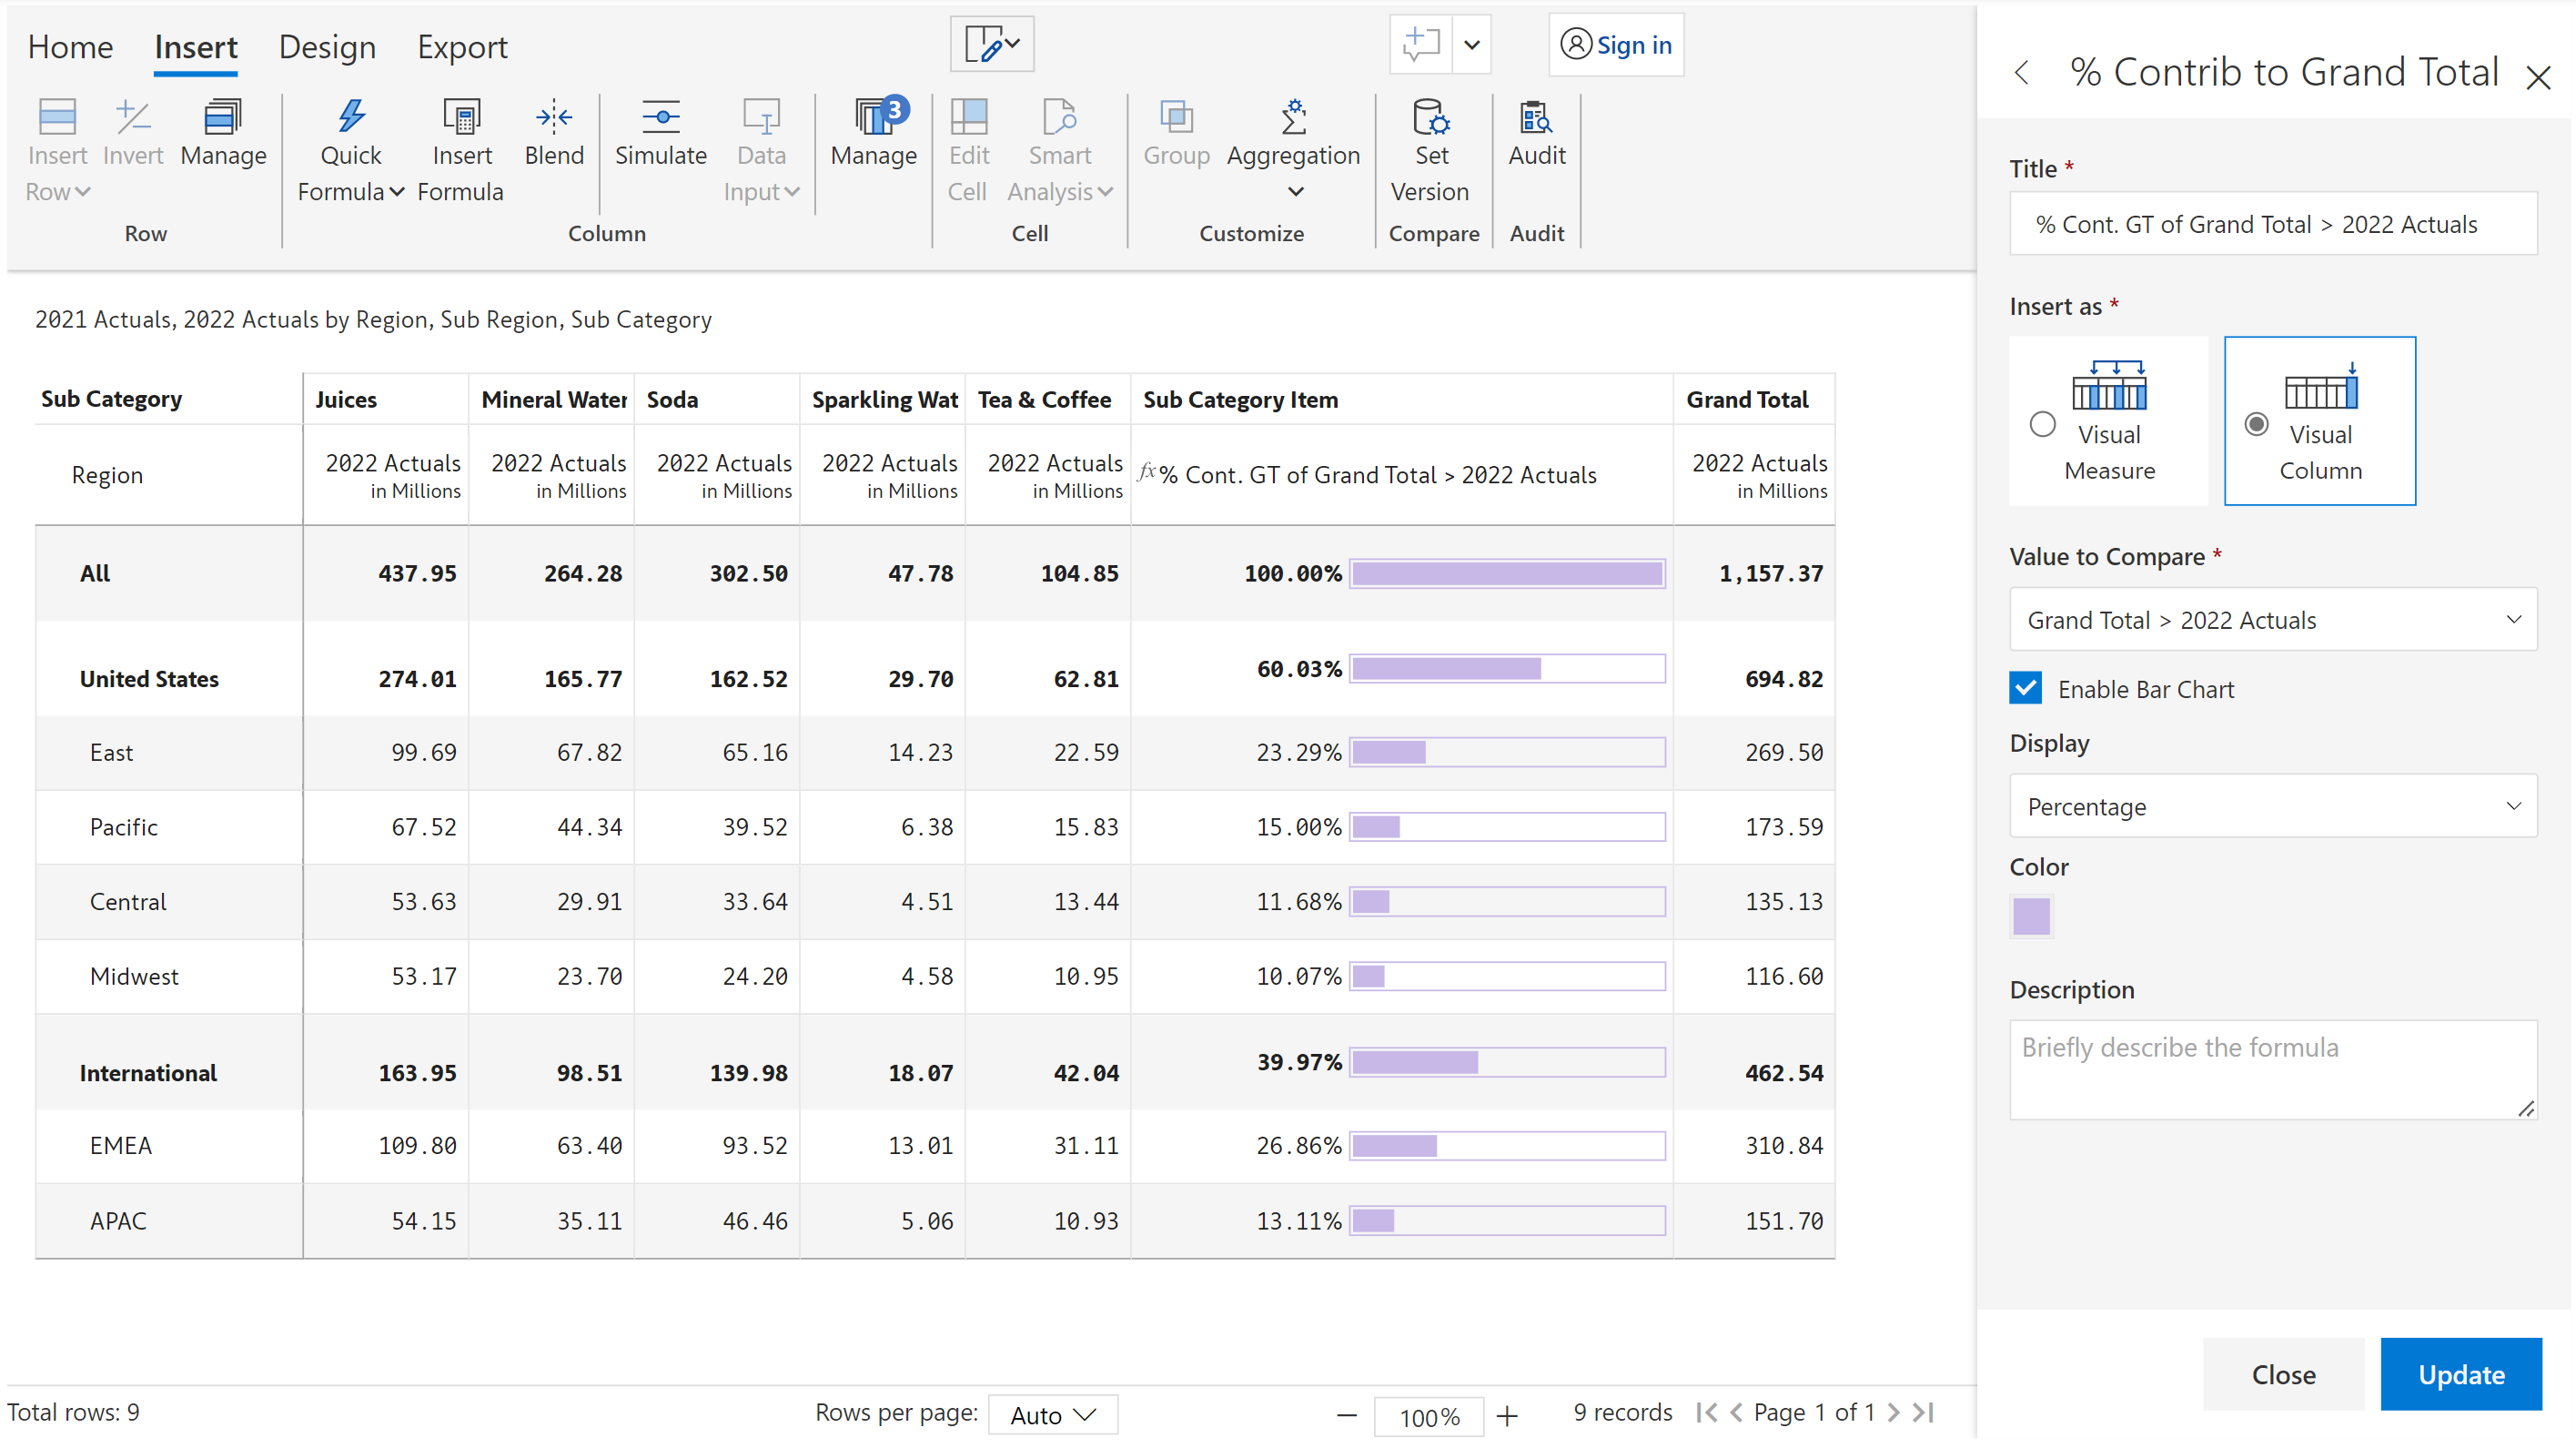 Home Insert Design Export Sign in
Insert Row Invert Manage Quick Formula Insert Formula Blend Simulate Data Input Manage 3 Edit Cell Smart Analysis Group Aggregation Set Version Audit
Row Column Cell Customize Compare Audit
2021 Actuals, 2022 Actuals by Region, Sub Region, Sub Category
Sub Category Juices Mineral Water Soda Sparkling Wat Tea & Coffee Sub Category Item Grand Total
Region 2022 Actuals in Millions 2022 Actuals in Millions 2022 Actuals in Millions 2022 Actuals in Millions 2022 Actuals in Millions fx % Cont. GT of Grand Total > 2022 Actuals 2022 Actuals in Millions
All 437.95 264.28 302.50 47.78 104.85 100.00% 1,157.37
United States 274.01 165.77 162.52 29.70 62.81 60.03% 694.82
East 99.69 67.82 65.16 14.23 22.59 23.29% 269.50
Pacific 67.52 44.34 39.52 6.38 15.83 15.00% 173.59
Central 53.63 29.91 33.64 4.51 13.44 11.68% 135.13
Midwest 53.17 23.70 24.20 4.58 10.95 10.07% 116.60
International 163.95 98.51 139.98 18.07 42.04 39.97% 462.54
EMEA 109.80 63.40 93.52 13.01 31.11 26.86% 310.84
APAC 54.15 35.11 46.46 5.06 10.93 13.11% 151.70
Total rows: 9 Rows per page: Auto 100% 9 records Page 1 of 1
% Contrib to Grand Total
Title *
% Cont. GT of Grand Total > 2022 Actuals
Insert as *
Visual Measure
Visual Column
Value to Compare *
Grand Total > 2022 Actuals
Enable Bar Chart
Display
Percentage
Color
Description
Briefly describe the formula
Close Update